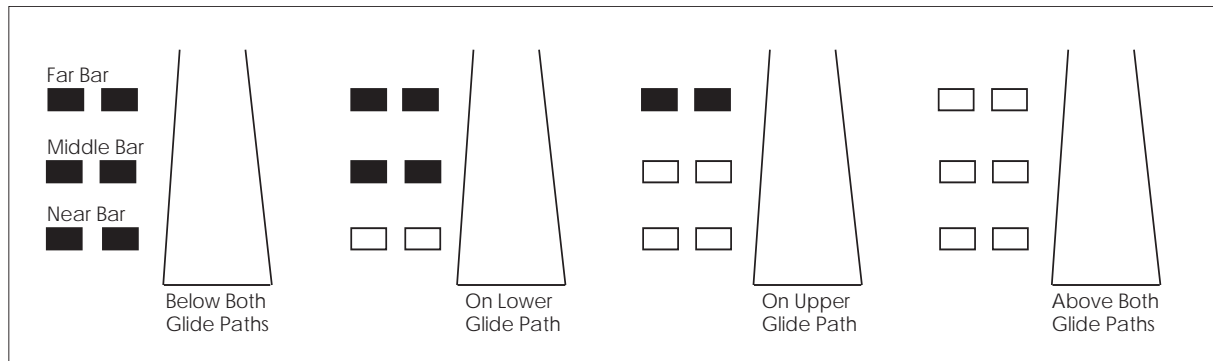 Far Bar
Middle Bar
Near Bar
Below Both
Glide Paths
On Lower
Glide Path
On Upper
Glide Path
Above Both
Glide Paths